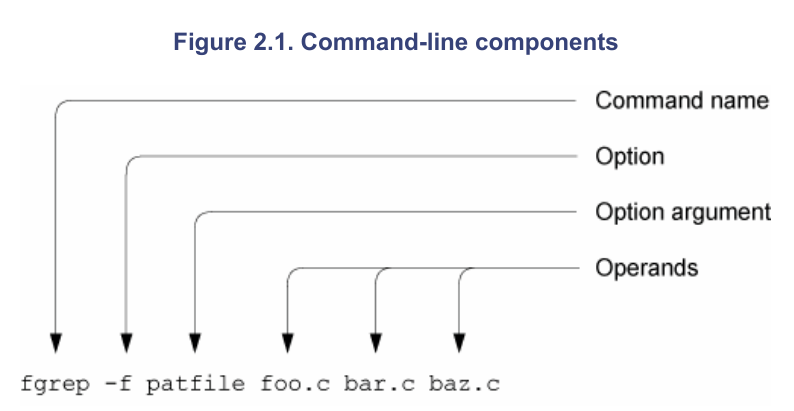 Figure 2.1. Command-line components
Command name
Option
Option argument
Operands
fgrep -f patfile foo.c bar.c baz.c